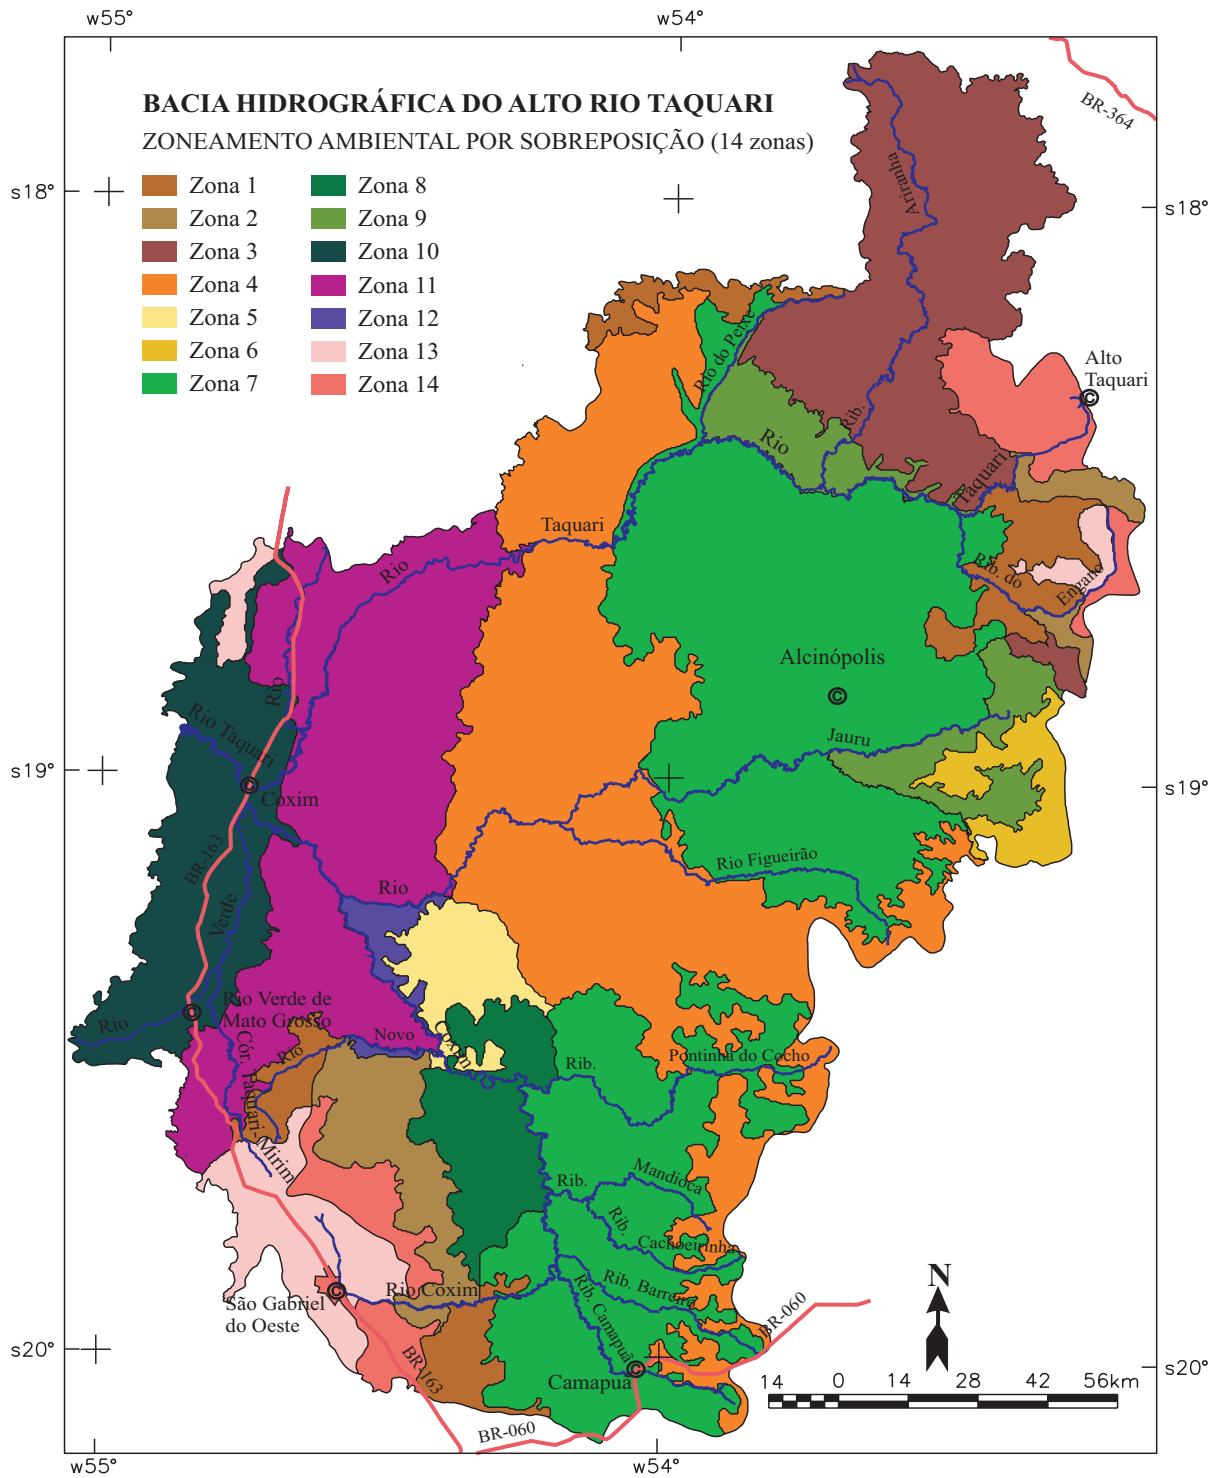 w55°
w54°
BR-364
BACIA HIDROGRÁFICA DO ALTO RIO TAQUARI
ZONEAMENTO AMBIENTAL POR SOBREPOSIÇÃO (14 zonas)
Zona 1
Zona 2
Zona 3
Zona 4
Zona 5
Zona 6
Zona 7
Zona 8
Zona 9
Zona 10
Zona 11
Zona 12
Zona 13
Zona 14
s18°
s18°
Ariranha
Rib.
Rio do Peixe
Alto
Taquari
Rio
Taquari
Taquari
Rio
Rib. do
Engano
Alcinópolis
Rio
Rio Taquari
Jauru
s19°
s19°
Coxim
BR-163
Rio Figueirão
Rio
Verde
Rio Verde de
Mato Grosso
Rio
Novo
Coxim
Rio
Cór. Taquari-Mirim
Rib.
Pontinha do Cocho
Rib.
Mandioca
Rib.
Cachoeirinha
Rib. Barreiro
Rib. Camapuã
Rio Coxim
São Gabriel
do Oeste
BR-163
Camapuã
BR-060
BR-060
N
14 0 14 28 42 56km
s20°
s20°
w55°
w54°